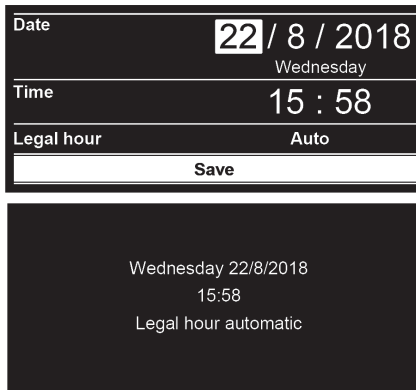 Date 22 / 8 / 2018
Wednesday
Time 15 : 58
Legal hour Auto
Save
Wednesday 22/8/2018
15:58
Legal hour automatic